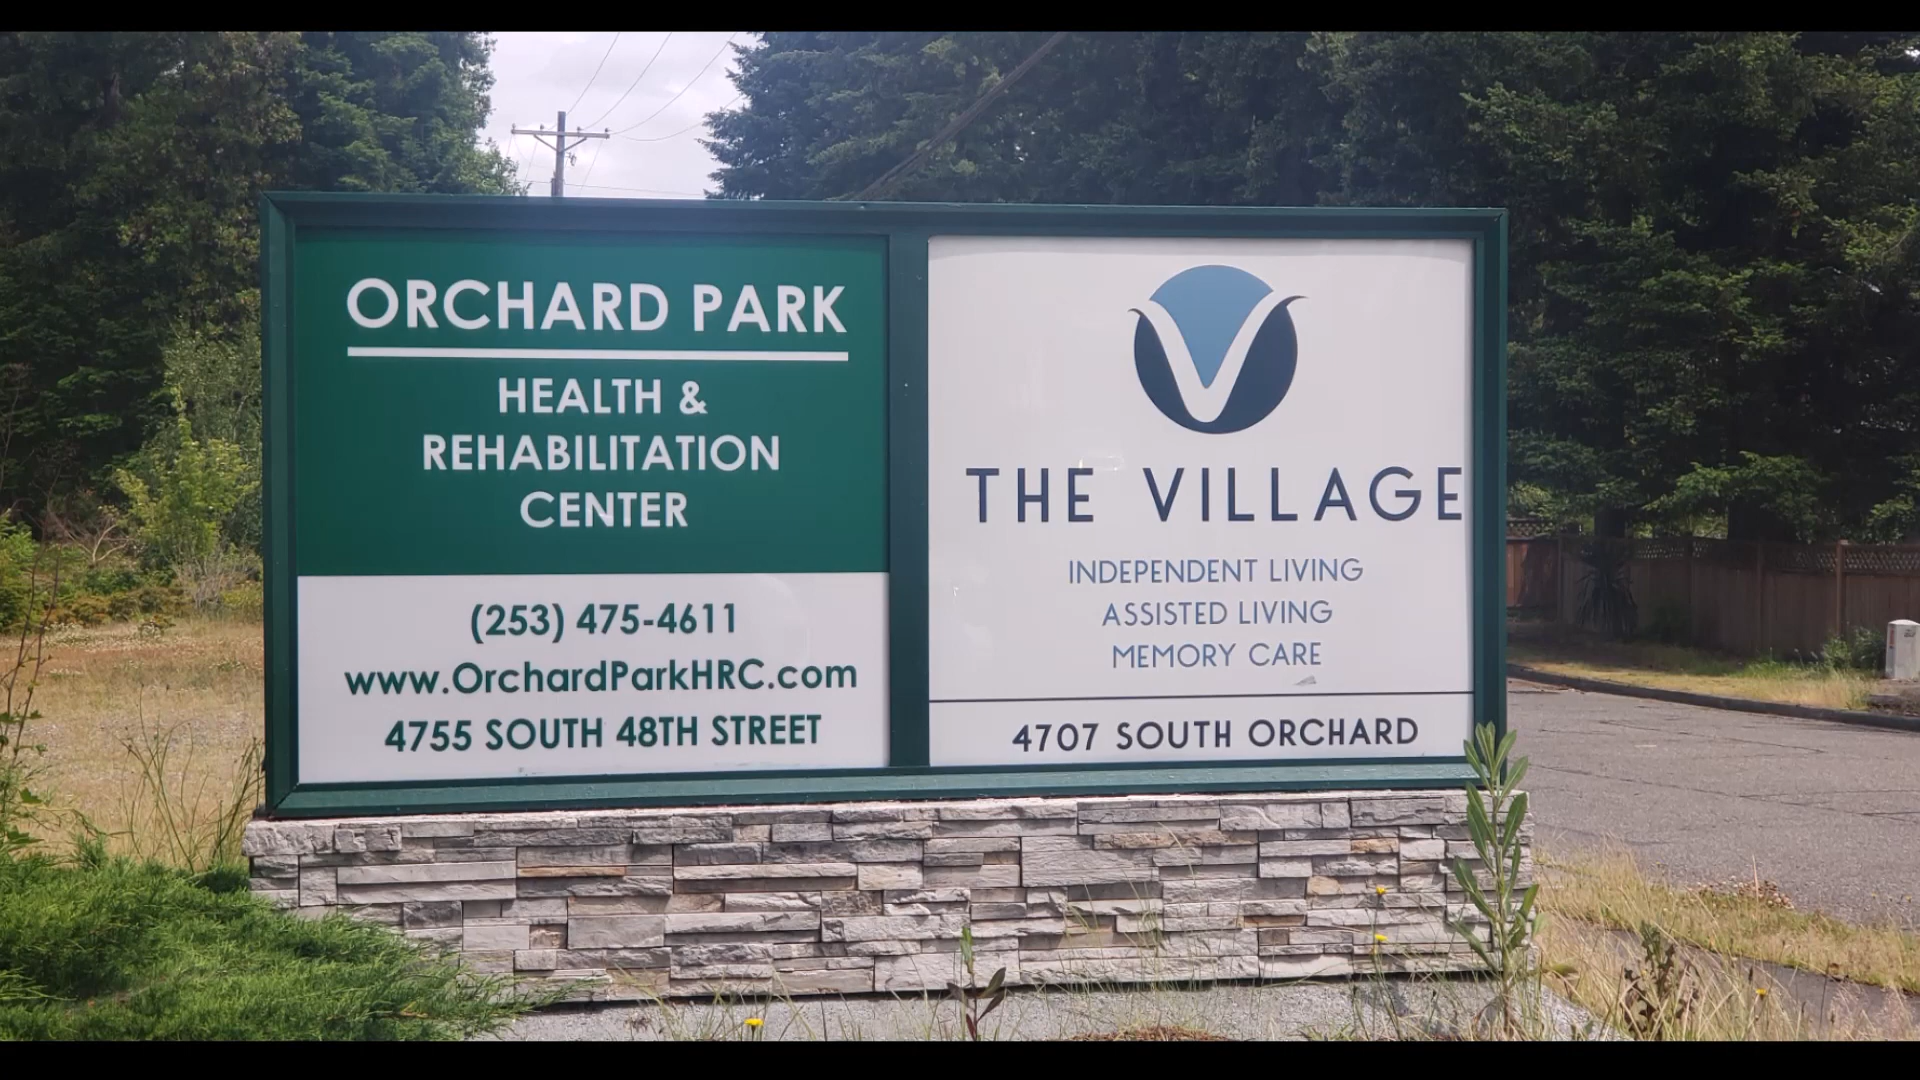 ORCHARD PARK
HEALTH &
REHABILITATION
CENTER
(253) 475-4611
www.OrchardParkHRC.com
4755 SOUTH 48TH STREET
THE VILLAGE
INDEPENDENT LIVING
ASSISTED LIVING
MEMORY CARE
4707 SOUTH ORCHARD